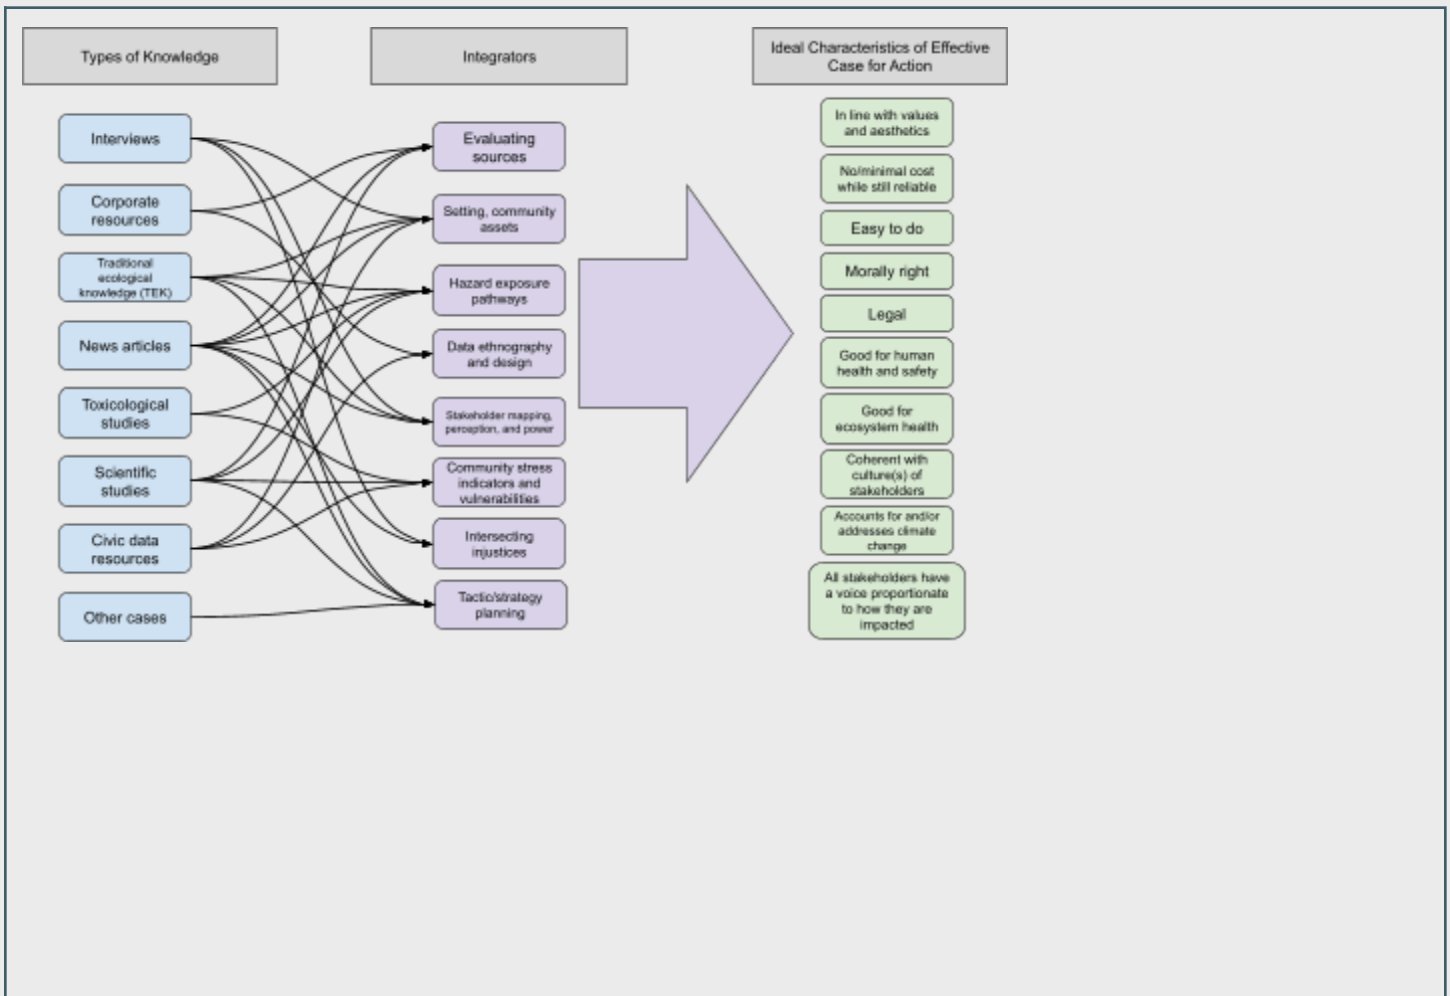 Types of Knowledge
Integrators
Ideal Characteristics of Effective
Case for Action
Interviews
Corporate
resources
Traditional
ecological
knowledge (TEK)
News articles
Toxicological
studies
Scientific
studies
Civic data
resources
Other cases
Evaluating
sources
Setting, community
assets
Hazard exposure
pathways
Data ethnography
and design
Stakeholder mapping,
perception, and power
Community stress
indicators and
vulnerabilities
Intersecting
injustices
Tactic/strategy
planning
In line with values
and aesthetics
No/minimal cost
while still reliable
Easy to do
Morally right
Legal
Good for human
health and safety
Good for
ecosystem health
Coherent with
culture(s) of
stakeholders
Accounts for and/or
addresses climate
change
All stakeholders have
a voice proportionate
to how they are
impacted